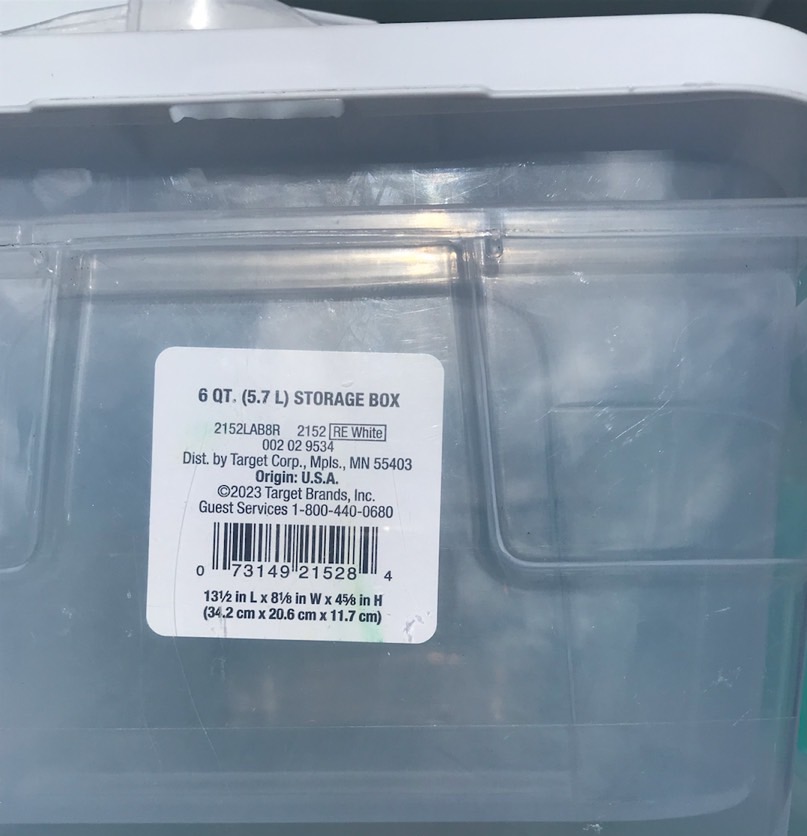 6 QT. (5.7 L) STORAGE BOX
2152LAB8R 2152 RE White
002 02 9534
Dist. by Target Corp., Mpls., MN 55403
Origin: U.S.A.
©2023 Target Brands, Inc.
Guest Services 1-800-440-0680
0 73149 21528 4
13½ in L x 8⅛ in W x 4⅝ in H
(34.2 cm x 20.6 cm x 11.7 cm)